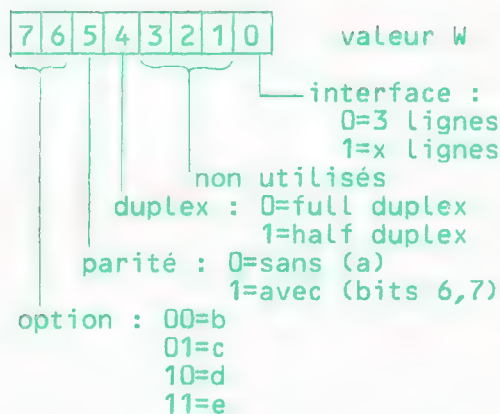 7 6 5 4 3 2 1 0 valeur W
interface :
0=3 lignes
1=x lignes
non utilisés
duplex : 0=full duplex
1=half duplex
parité : 0=sans (a)
1=avec (bits 6,7)
option : 00=b
01=c
10=d
11=e